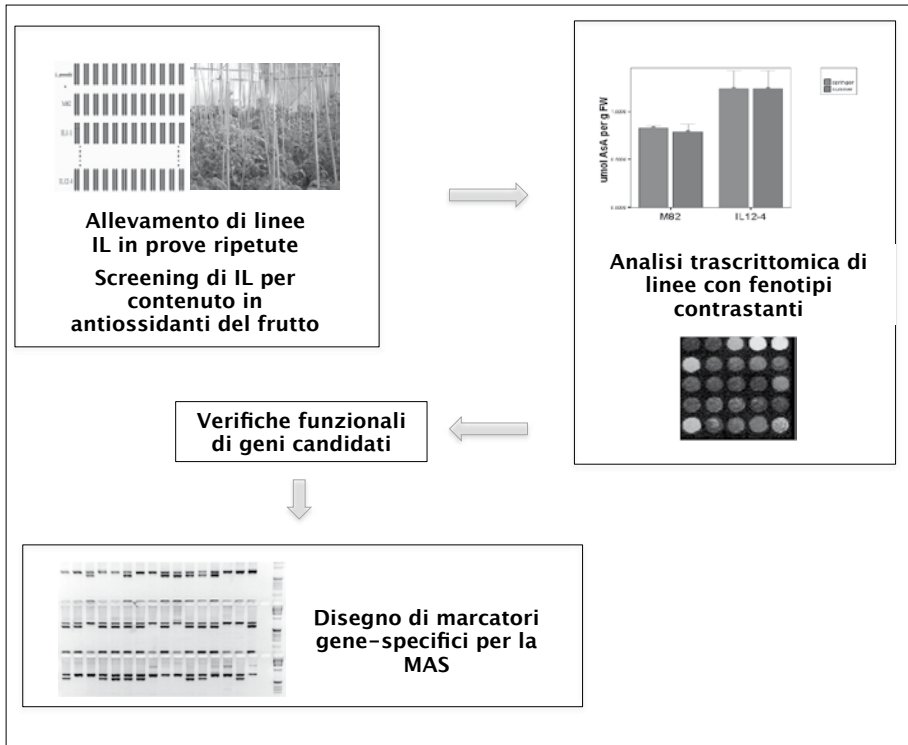 M82
Allevamento di linee
IL in prove ripetute
Screening di IL per
contenuto in
antiossidanti del frutto
umol AsA per g FW
M82
IL12-4
Analisi trascrittomica di
linee con fenotipi
contrastanti
Verifiche funzionali
di geni candidati
Disegno di marcatori
gene-specifici per la
MAS